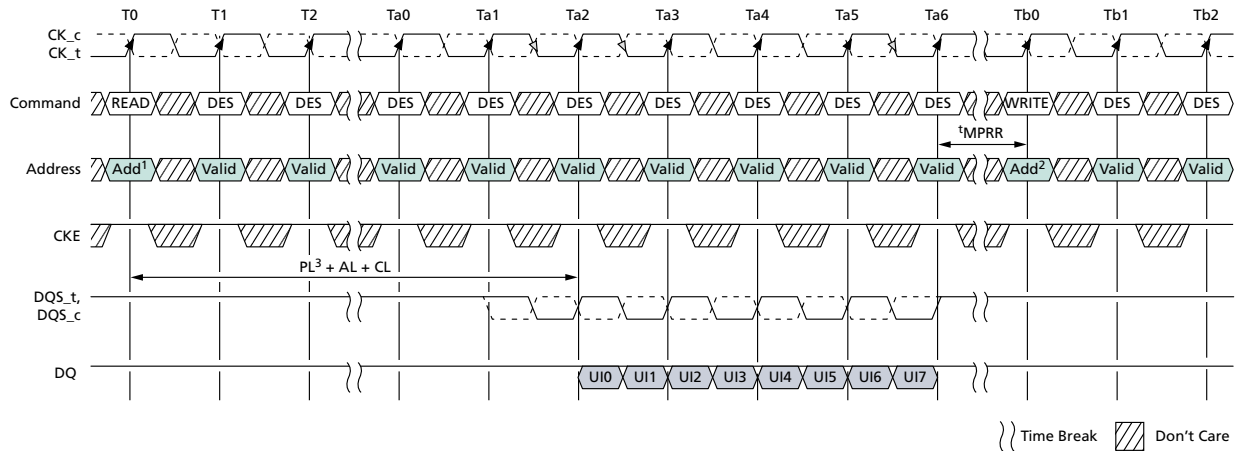 T0 T1 T2 Ta0 Ta1 Ta2 Ta3 Ta4 Ta5 Ta6 Tb0 Tb1 Tb2
CK_c
CK_t
Command READ DES DES DES DES DES DES DES DES DES WRITE DES DES
tMPRR
Address Add1 Valid Valid Valid Valid Valid Valid Valid Valid Valid Add2 Valid Valid
CKE
PL3 + AL + CL
DQS_t,
DQS_c
DQ UI0 UI1 UI2 UI3 UI4 UI5 UI6 UI7
Time Break Don't Care